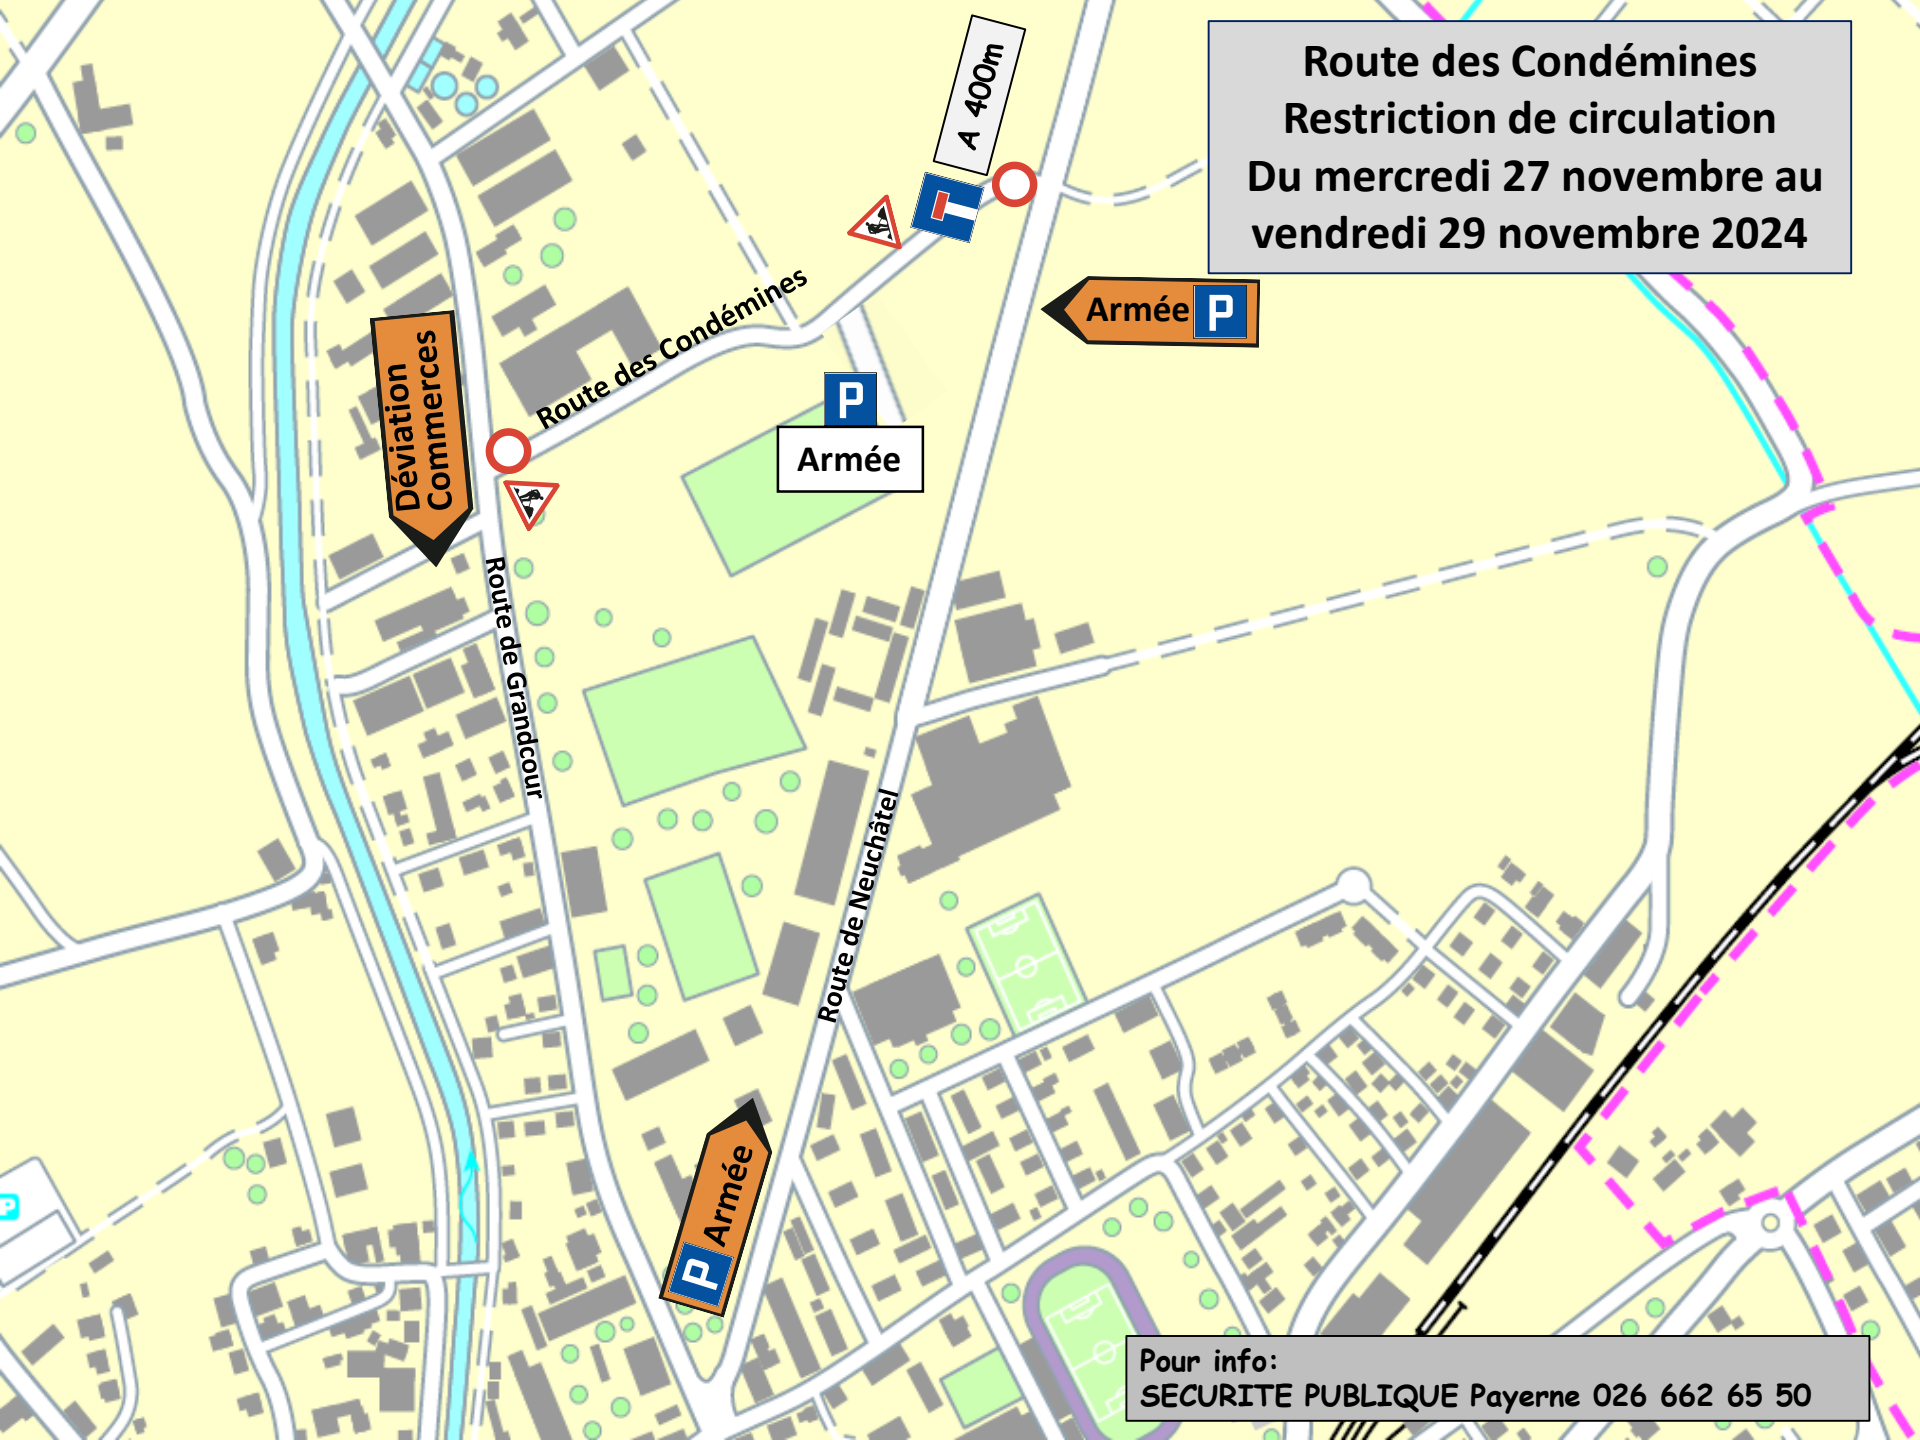 Route des Condémines
Restriction de circulation
Du mercredi 27 novembre au
vendredi 29 novembre 2024
A 400m
Armée P
Route des Condémines
Déviation
Commerces
P
Armée
Route de Grandcour
Route de Neuchâtel
P Armée
P
Pour info:
SECURITE PUBLIQUE Payerne 026 662 65 50